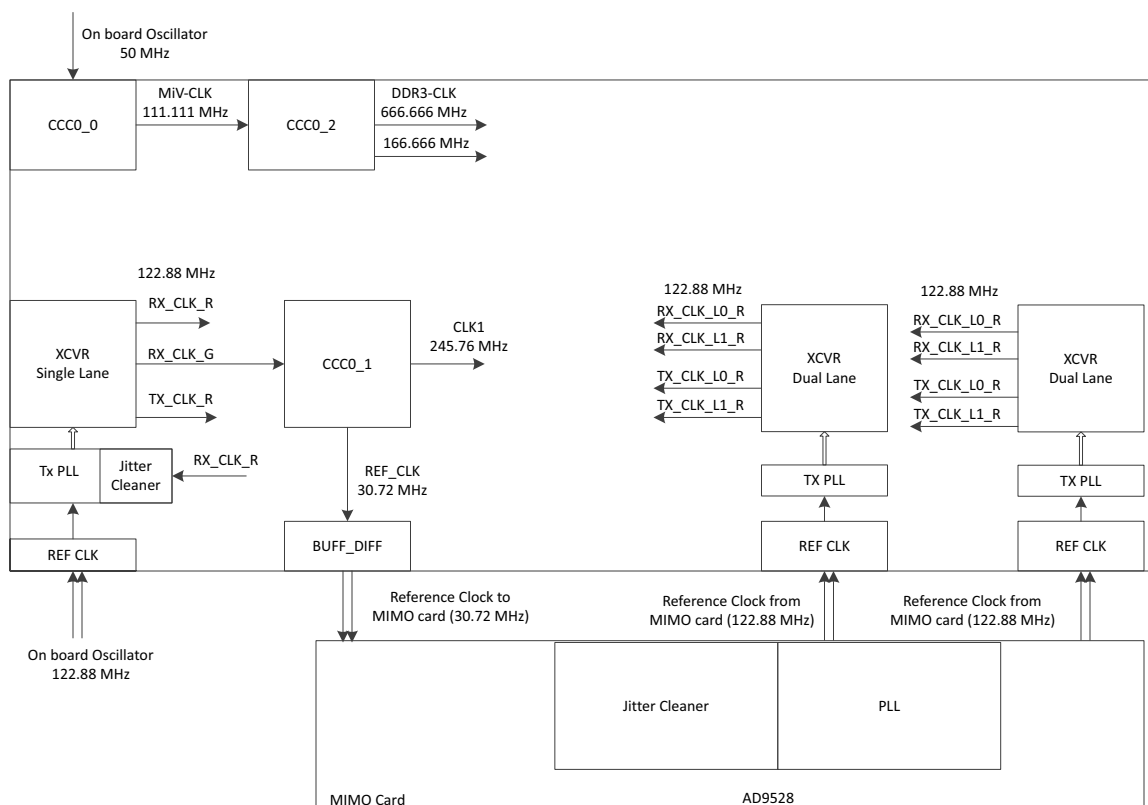 On board Oscillator
50 MHz
MiV-CLK
111.111 MHz
DDR3-CLK
666.666 MHz
166.666 MHz
CCC0_0
CCC0_2
122.88 MHz
RX_CLK_R
RX_CLK_G
TX_CLK_R
XCVR
Single Lane
CCC0_1
CLK1
245.76 MHz
Tx PLL
Jitter
Cleaner
RX_CLK_R
REF CLK
REF_CLK
30.72 MHz
BUFF_DIFF
122.88 MHz
RX_CLK_L0_R
RX_CLK_L1_R
TX_CLK_L0_R
TX_CLK_L1_R
XCVR
Dual Lane
TX PLL
REF CLK
122.88 MHz
RX_CLK_L0_R
RX_CLK_L1_R
TX_CLK_L0_R
TX_CLK_L1_R
XCVR
Dual Lane
TX PLL
REF CLK
On board Oscillator
122.88 MHz
Reference Clock to
MIMO card (30.72 MHz)
Reference Clock from
MIMO card (122.88 MHz)
Reference Clock from
MIMO card (122.88 MHz)
Jitter Cleaner
PLL
MIMO Card
AD9528